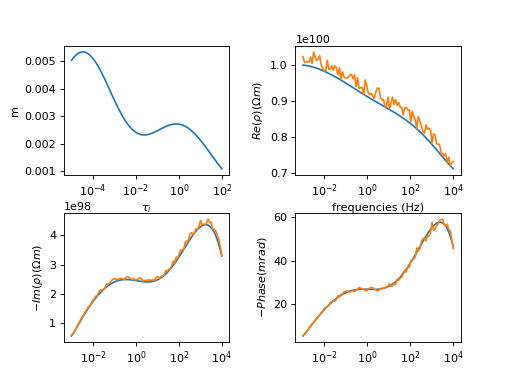 0.005
0.004
0.003
0.002
0.001
m
10⁻⁴ 10⁻² 10⁰ 10²
τᵢ
1e100
1.0
0.9
0.8
0.7
Re(ρ)(Ωm)
10⁻² 10⁰ 10² 10⁴
frequencies (Hz)
1e98
4
3
2
1
−Im(ρ)(Ωm)
10⁻² 10⁰ 10² 10⁴
60
40
20
−Phase(mrad)
10⁻² 10⁰ 10² 10⁴